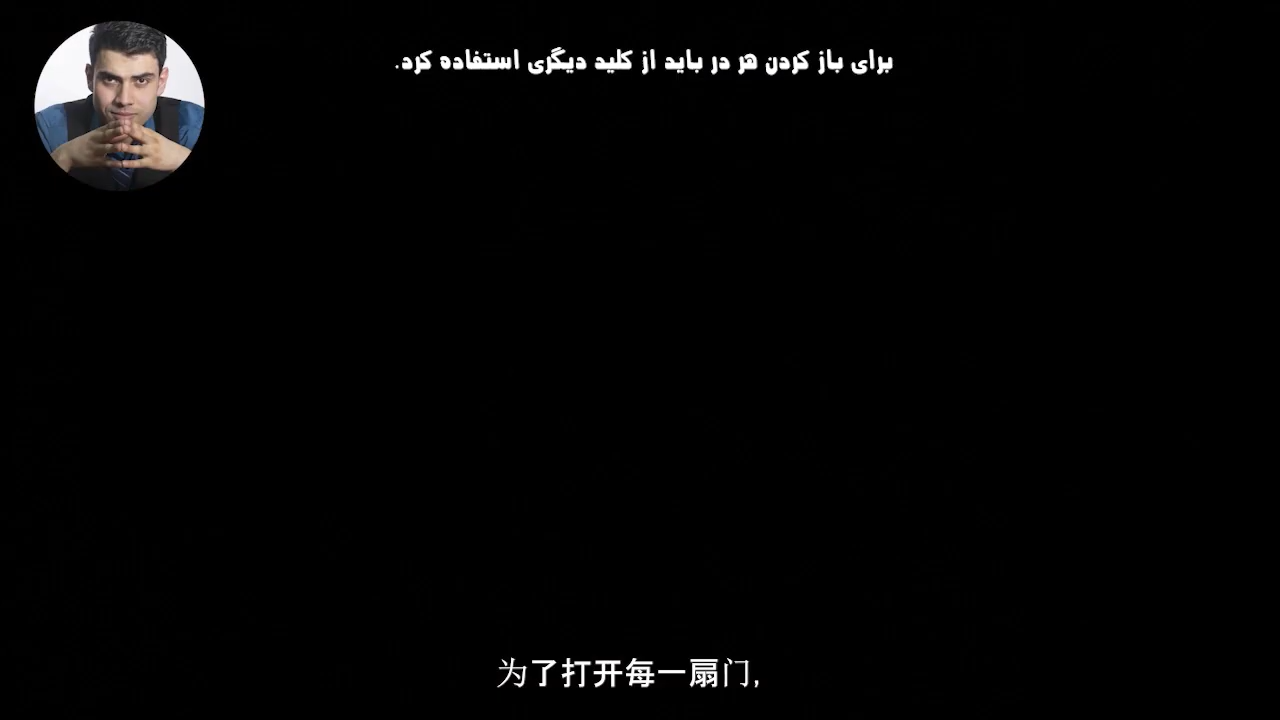 برای باز کردن هر در باید از کلید دیگری استفاده کرد.
为了打开每一扇门,